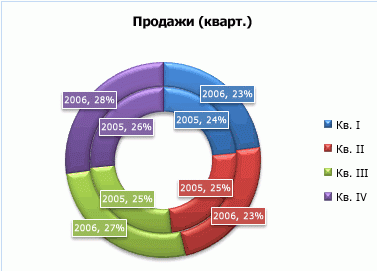 Продажи (кварт.)
2006, 28%
2006, 23%
2005, 26%
2005, 24%
Кв. I
Кв. II
Кв. III
Кв. IV
2005, 25%
2005, 25%
2006, 27%
2006, 23%